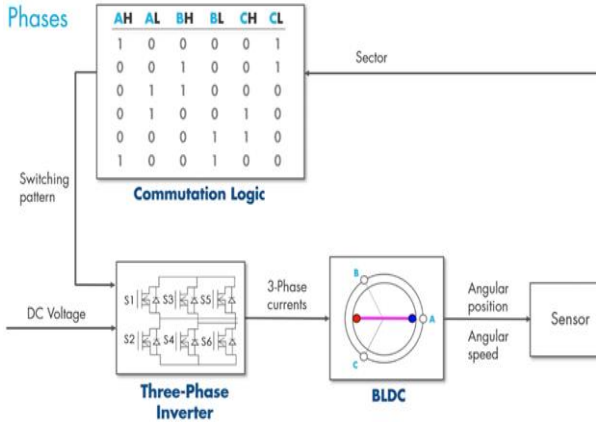 Phases
AH AL BH BL CH CL
1 0 0 0 0 1
0 0 1 0 0 1
0 1 1 0 0 0
0 1 0 0 1 0
0 0 0 1 1 0
1 0 0 1 0 0
Commutation Logic
Sector
Switching
pattern
DC Voltage
S1 S3 S5
S2 S4 S6
Three-Phase
Inverter
3-Phase
currents
B
A
C
BLDC
Angular
position
Angular
speed
Sensor